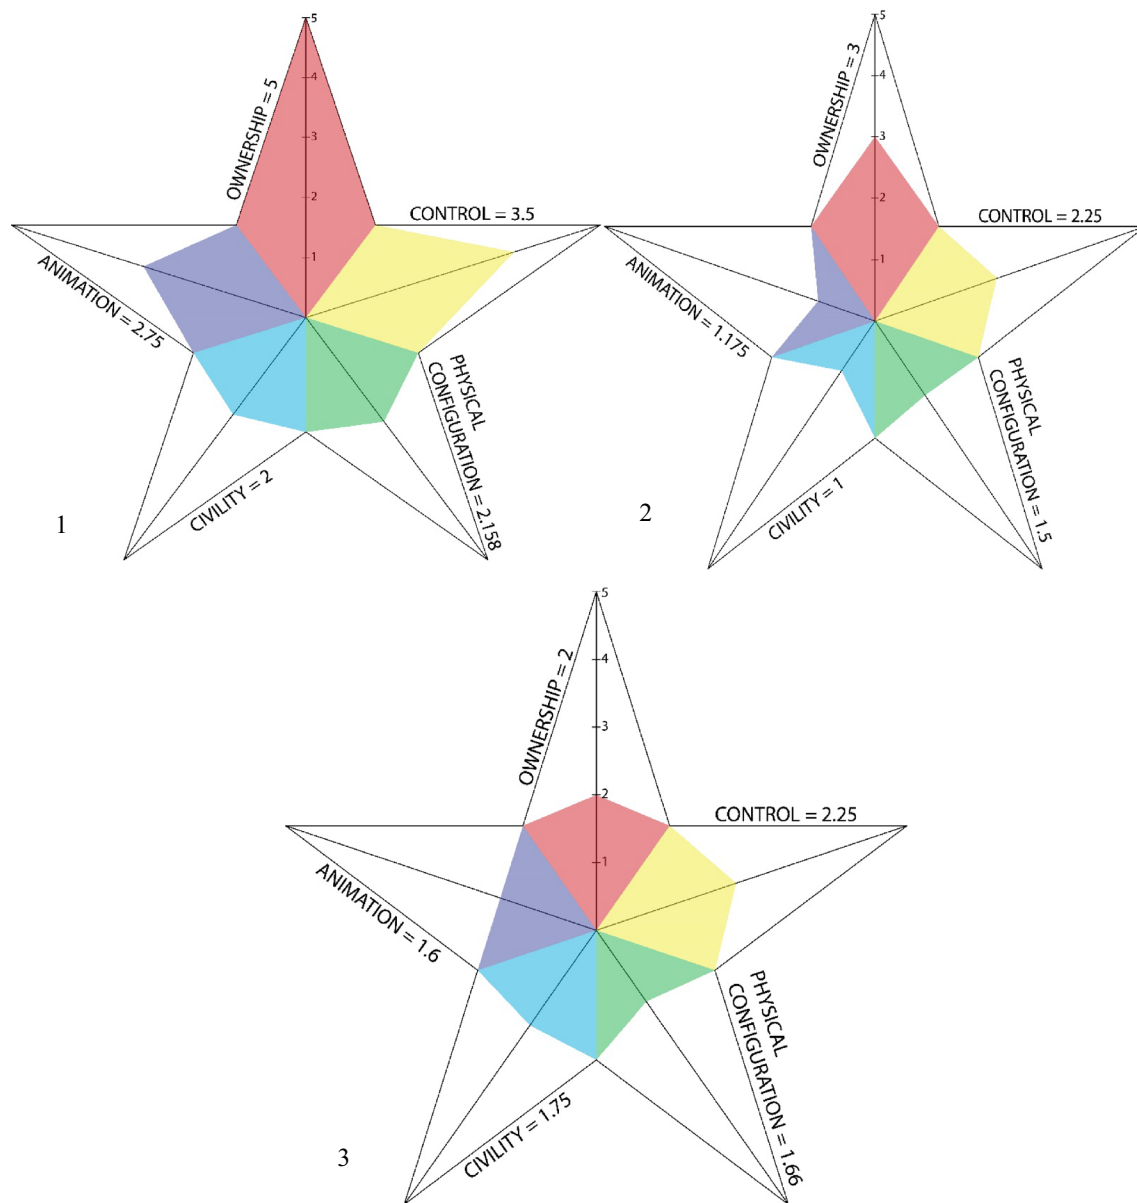 5
4
3
2
1
OWNERSHIP = 5
CONTROL = 3.5
ANIMATION = 2.75
PHYSICAL
CONFIGURATION = 2.158
CIVILITY = 2
1
5
4
3
2
1
OWNERSHIP = 3
CONTROL = 2.25
ANIMATION = 1.175
PHYSICAL
CONFIGURATION = 1.5
CIVILITY = 1
2
5
4
3
2
1
OWNERSHIP = 2
CONTROL = 2.25
ANIMATION = 1.6
PHYSICAL
CONFIGURATION = 1.66
CIVILITY = 1.75
3